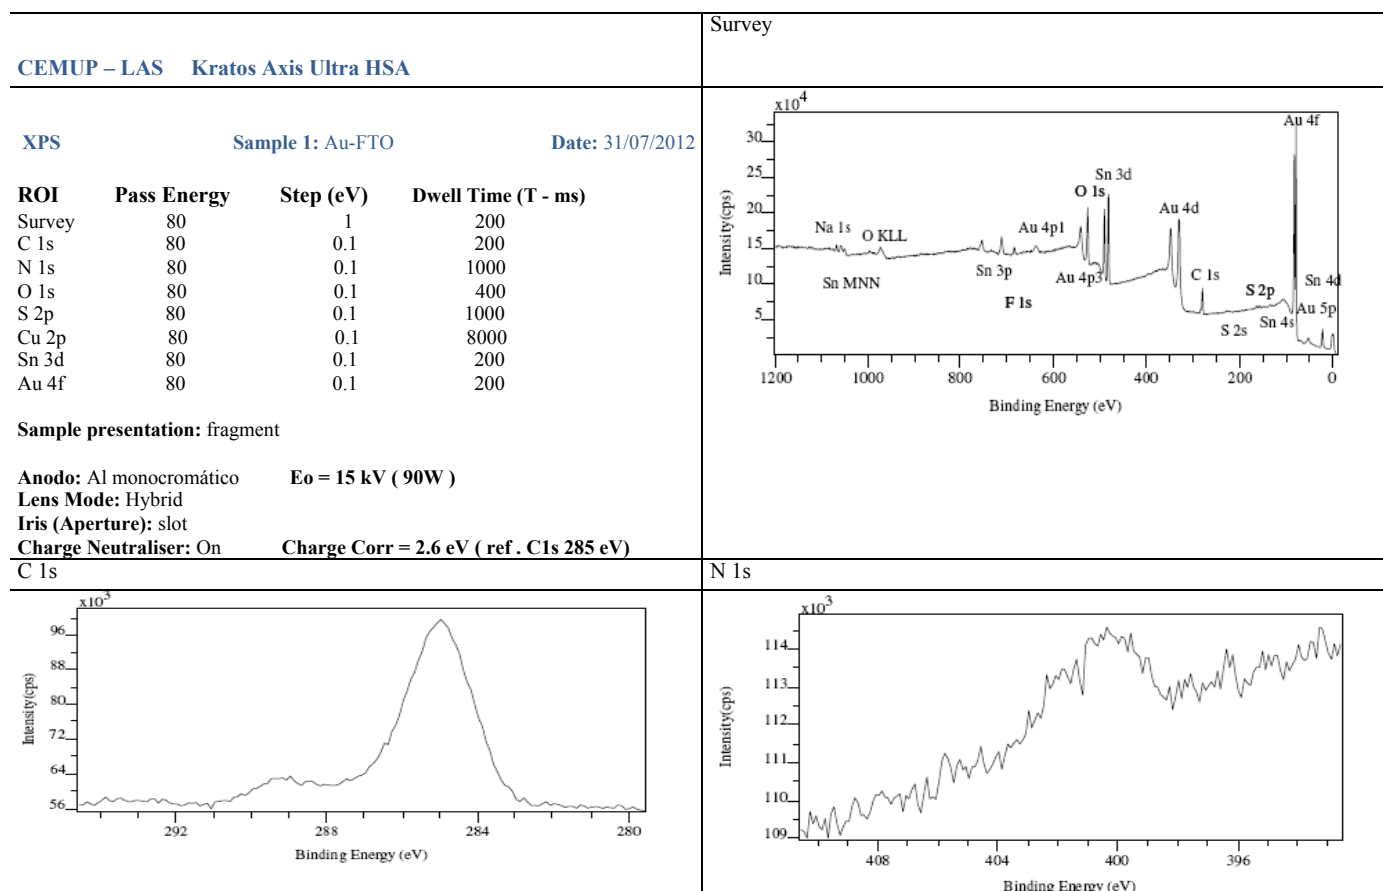 Survey
CEMUP – LAS Kratos Axis Ultra HSA
XPS Sample 1: Au-FTO Date: 31/07/2012
ROI Pass Energy Step (eV) Dwell Time (T - ms)
Survey 80 1 200
C 1s 80 0.1 200
N 1s 80 0.1 1000
O 1s 80 0.1 400
S 2p 80 0.1 1000
Cu 2p 80 0.1 8000
Sn 3d 80 0.1 200
Au 4f 80 0.1 200
Sample presentation: fragment
Anodo: Al monocromático Eo = 15 kV ( 90W )
Lens Mode: Hybrid
Iris (Aperture): slot
Charge Neutraliser: On Charge Corr = 2.6 eV ( ref . C1s 285 eV)
x10^4
Au 4f
30
25
Sn 3d
O 1s
20
Au 4d
Na 1s
O KLL
Au 4p1
15
Sn 3p
Au 4p3
C 1s
Sn 4d
Sn MNN
S 2p
10
F 1s
Au 5p
5
S 2s
Sn 4s
Intensity(cps)
1200 1000 800 600 400 200 0
Binding Energy (eV)
C 1s
x10^3
96
88
80
72
64
56
Intensity(cps)
292 288 284 280
Binding Energy (eV)
N 1s
x10^3
114
113
112
111
110
109
Intensity(cps)
408 404 400 396
Binding Energy (eV)